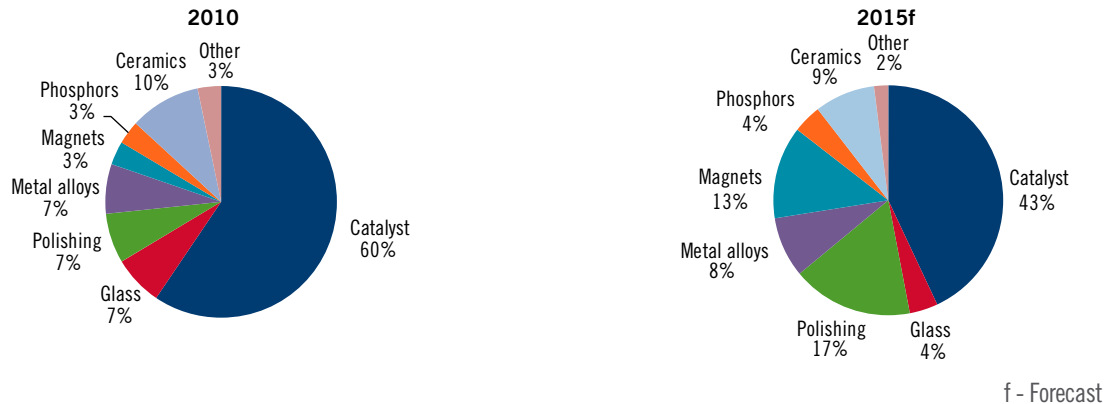 2010
Other
3%
Ceramics
10%
Phosphors
3%
Magnets
3%
Metal alloys
7%
Polishing
7%
Glass
7%
Catalyst
60%
2015f
Other
2%
Ceramics
9%
Phosphors
4%
Magnets
13%
Metal alloys
8%
Polishing
17%
Glass
4%
Catalyst
43%
f - Forecast